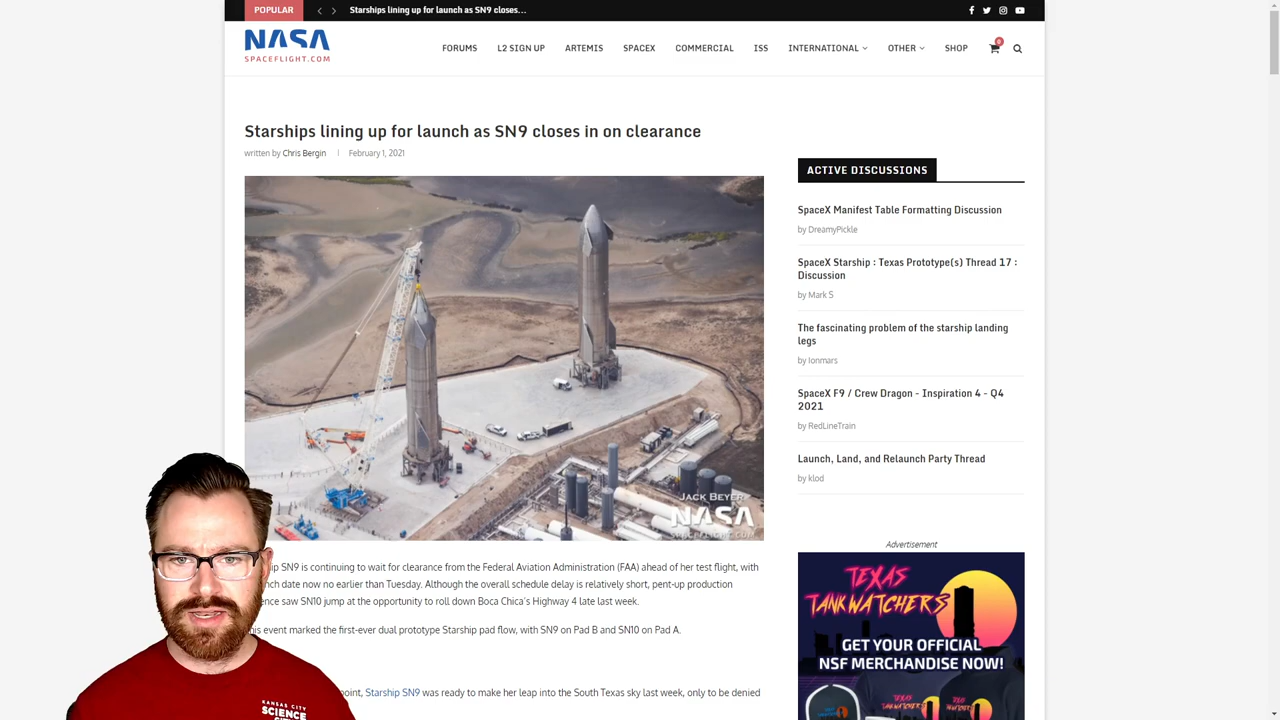 POPULAR
Starships lining up for launch as SN9 closes...
NASA
SPACEFLIGHT.COM
FORUMS
L2 SIGN UP
ARTEMIS
SPACEX
COMMERCIAL
ISS
INTERNATIONAL
OTHER
SHOP
0
Starships lining up for launch as SN9 closes in on clearance
written by Chris Bergin
February 1, 2021
JACK BEYER
NASA
SPACEFLIGHT.COM
SN9 is continuing to wait for clearance from the Federal Aviation Administration (FAA) ahead of her test flight, with
date now no earlier than Tuesday. Although the overall schedule delay is relatively short, pent-up production
saw SN10 jump at the opportunity to roll down Boca Chica's Highway 4 late last week.
event marked the first-ever dual prototype Starship pad flow, with SN9 on Pad B and SN10 on Pad A.
point, Starship SN9 was ready to make her leap into the South Texas sky last week, only to be denied
KANSAS CITY
SCIENCE
ACTIVE DISCUSSIONS
SpaceX Manifest Table Formatting Discussion
by DreamyPickle
SpaceX Starship : Texas Prototype(s) Thread 17 :
Discussion
by Mark S
The fascinating problem of the starship landing
legs
by lonmars
SpaceX F9 / Crew Dragon - Inspiration 4 - Q4
2021
by RedLineTrain
Launch, Land, and Relaunch Party Thread
by klod
Advertisement
TEXAS
TANK WATCHERS
GET YOUR OFFICIAL
NSF MERCHANDISE NOW!